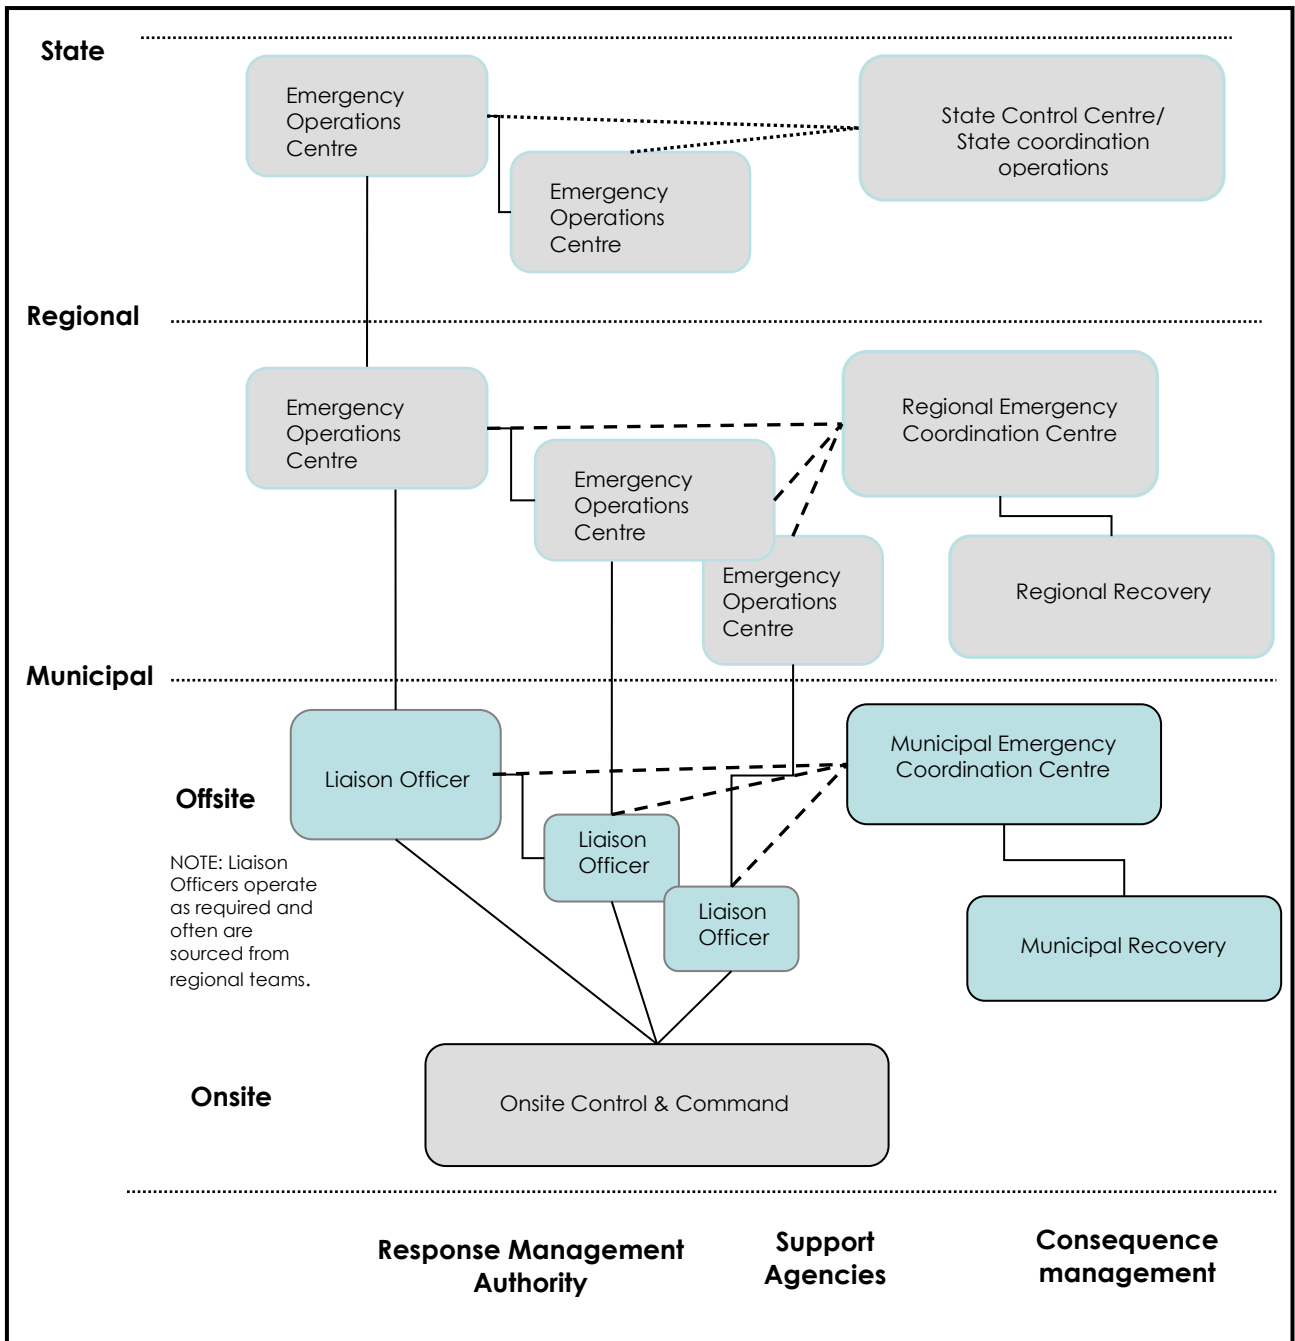 State
Emergency
Operations
Centre
State Control Centre/
State coordination
operations
Emergency
Operations
Centre
Regional
Emergency
Operations
Centre
Regional Emergency
Coordination Centre
Emergency
Operations
Centre
Emergency
Operations
Centre
Regional Recovery
Municipal
Liaison Officer
Municipal Emergency
Coordination Centre
Offsite
NOTE: Liaison
Officers operate
as required and
often are
sourced from
regional teams.
Liaison
Officer
Liaison
Officer
Municipal Recovery
Onsite
Onsite Control & Command
Response Management
Authority
Support
Agencies
Consequence
management